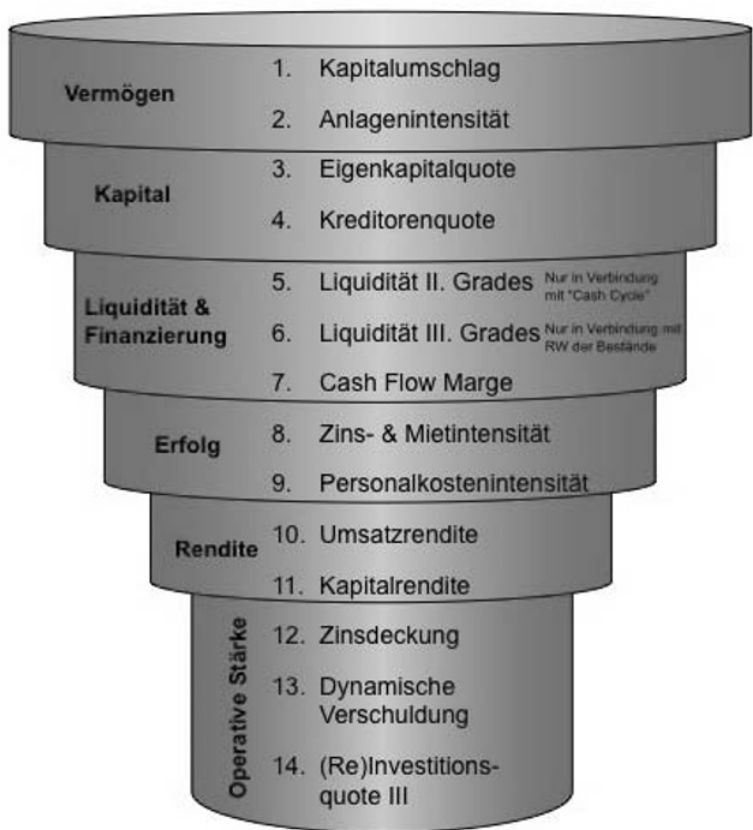 Vermögen
1. Kapitalumschlag
2. Anlagenintensität
Kapital
3. Eigenkapitalquote
4. Kreditorenquote
Liquidität &
Finanzierung
5. Liquidität II. Grades Nur in Verbindung
mit "Cash Cycle"
6. Liquidität III. Grades Nur in Verbindung mit
RW der Bestände
7. Cash Flow Marge
Erfolg
8. Zins- & Mietintensität
9. Personalkostenintensität
Rendite
10. Umsatzrendite
11. Kapitalrendite
Operative Stärke
12. Zinsdeckung
13. Dynamische
Verschuldung
14. (Re)Investitions-
quote III